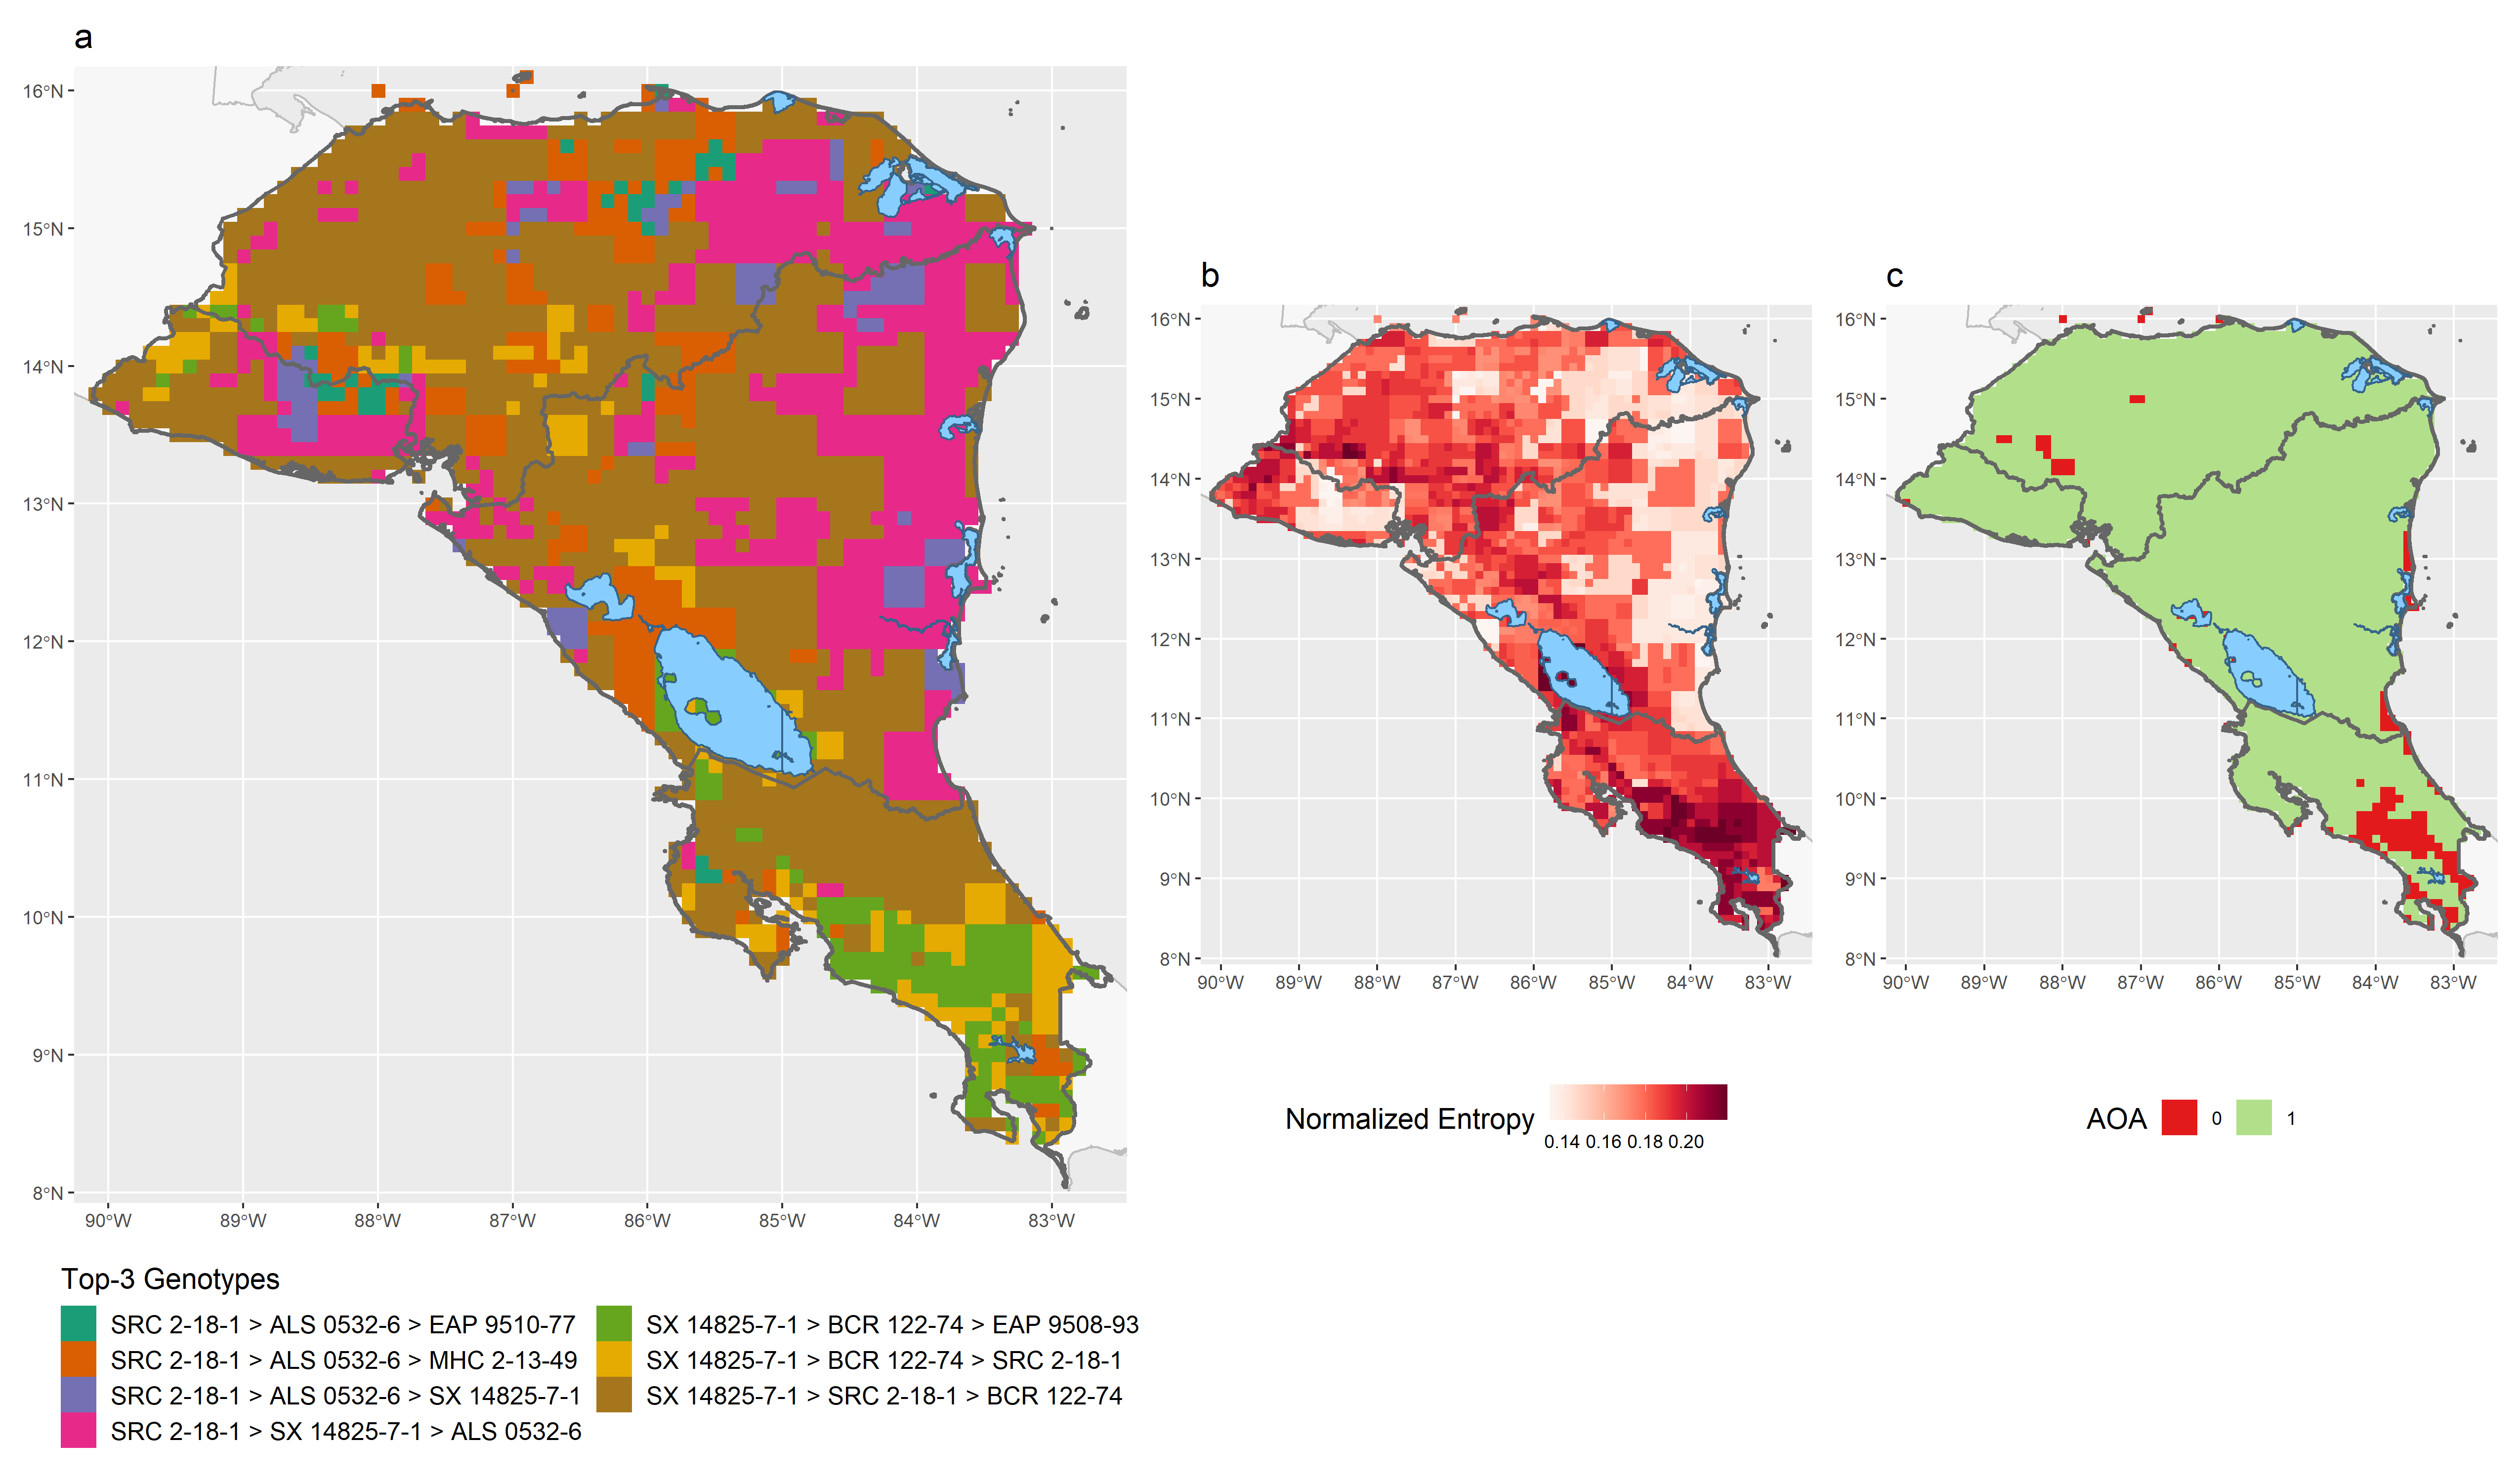 a
16°N
15°N
14°N
13°N
12°N
11°N
10°N
9°N
8°N
90°W 89°W 88°W 87°W 86°W 85°W 84°W 83°W
Top-3 Genotypes
SRC 2-18-1 > ALS 0532-6 > EAP 9510-77
SRC 2-18-1 > ALS 0532-6 > MHC 2-13-49
SRC 2-18-1 > ALS 0532-6 > SX 14825-7-1
SRC 2-18-1 > SX 14825-7-1 > ALS 0532-6
SX 14825-7-1 > BCR 122-74 > EAP 9508-93
SX 14825-7-1 > BCR 122-74 > SRC 2-18-1
SX 14825-7-1 > SRC 2-18-1 > BCR 122-74
b
16°N
15°N
14°N
13°N
12°N
11°N
10°N
9°N
8°N
90°W 89°W 88°W 87°W 86°W 85°W 84°W 83°W
Normalized Entropy
0.14 0.16 0.18 0.20
c
16°N
15°N
14°N
13°N
12°N
11°N
10°N
9°N
8°N
90°W 89°W 88°W 87°W 86°W 85°W 84°W 83°W
AOA 0 1